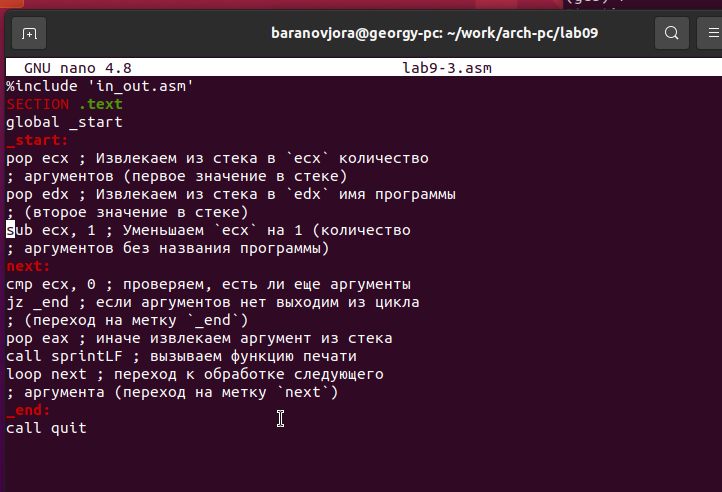 baranovjora@georgy-pc: ~/work/arch-pc/lab09
GNU nano 4.8 lab9-3.asm
%include 'in_out.asm'
SECTION .text
global _start
_start:
pop ecx ; Извлекаем из стека в `ecx` количество
; аргументов (первое значение в стеке)
pop edx ; Извлекаем из стека в `edx` имя программы
; (второе значение в стеке)
sub ecx, 1 ; Уменьшаем `ecx` на 1 (количество
; аргументов без названия программы)
next:
cmp ecx, 0 ; проверяем, есть ли еще аргументы
jz _end ; если аргументов нет выходим из цикла
; (переход на метку `_end`)
pop eax ; иначе извлекаем аргумент из стека
call sprintLF ; вызываем функцию печати
loop next ; переход к обработке следующего
; аргумента (переход на метку `next`)
_end:
call quit